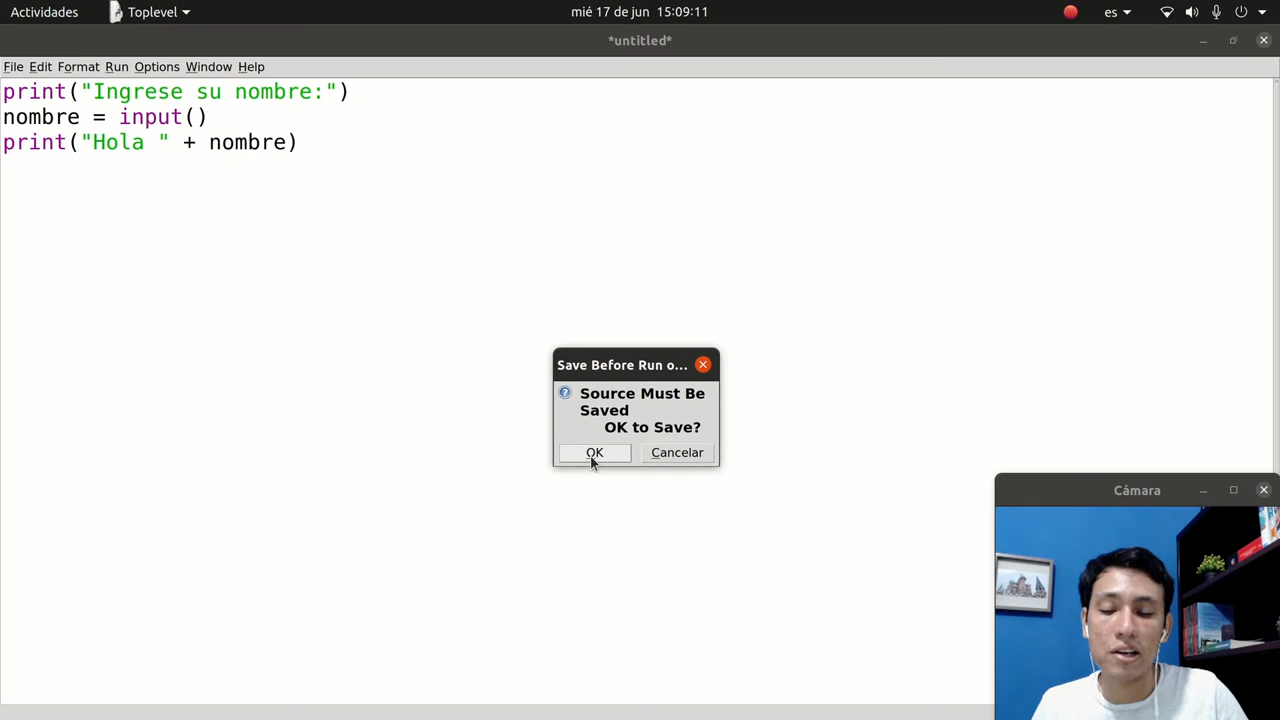 Actividades Toplevel mié 17 de jun 15:09:11 es
*untitled*
File Edit Format Run Options Window Help
print("Ingrese su nombre:")
nombre = input()
print("Hola " + nombre)
Save Before Run o...
Source Must Be
Saved
OK to Save?
OK Cancelar
Cámara